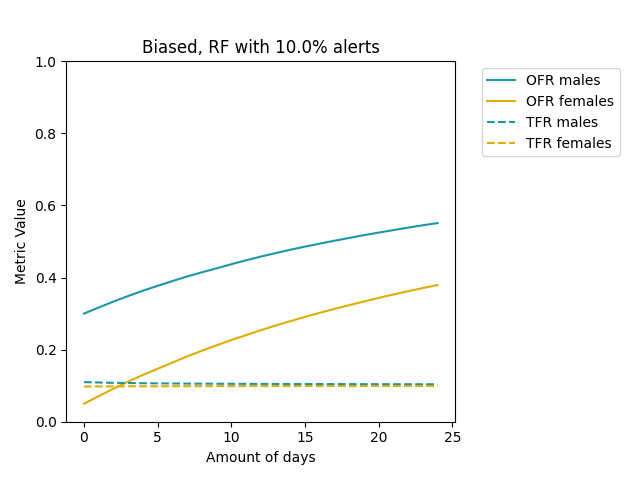 Biased, RF with 10.0% alerts
1.0
0.8
0.6
0.4
0.2
0.0
Metric Value
0
5
10
15
20
25
Amount of days
OFR males
OFR females
TFR males
TFR females